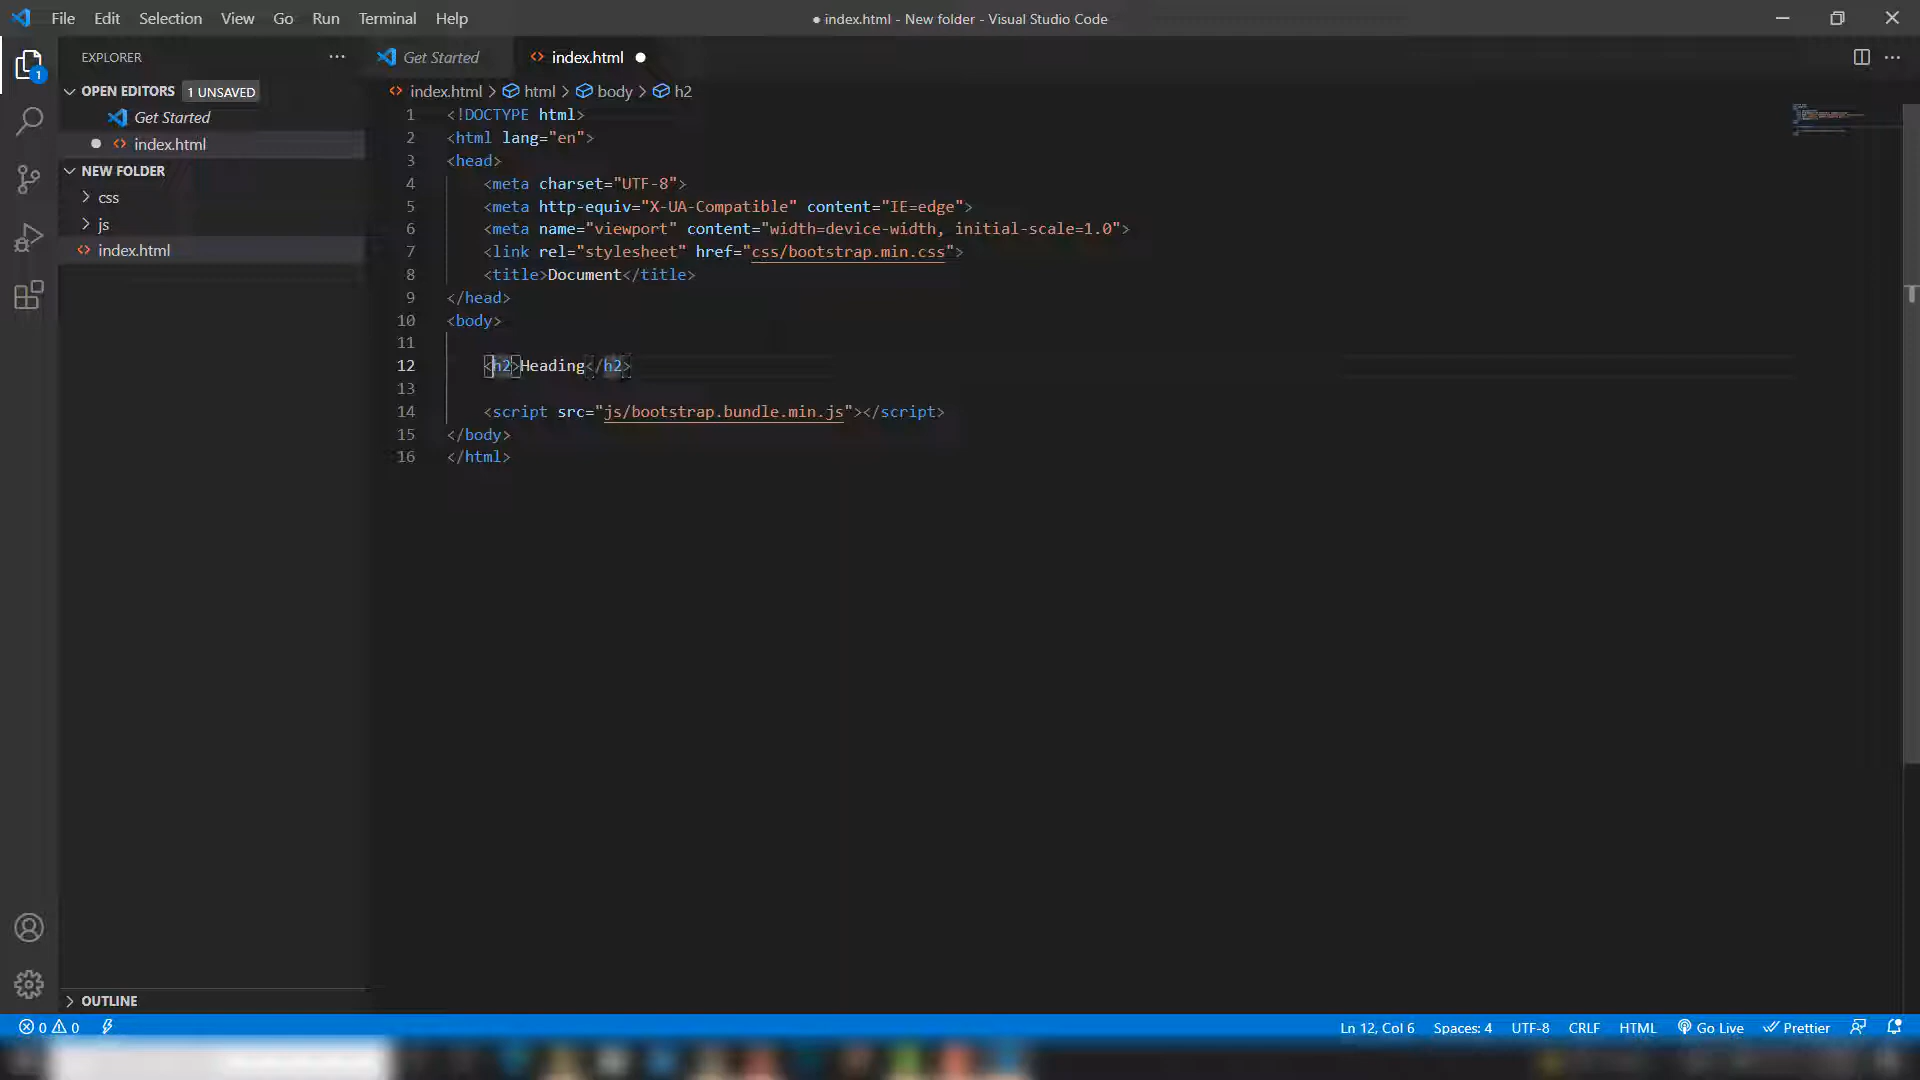 File Edit Selection View Go Run Terminal Help
● index.html - New folder - Visual Studio Code
EXPLORER
Get Started
index.html
OPEN EDITORS 1 UNSAVED
Get Started
index.html
NEW FOLDER
css
js
index.html
OUTLINE
1
index.html > html > body > h2
1 <!DOCTYPE html>
2 <html lang="en">
3 <head>
4 <meta charset="UTF-8">
5 <meta http-equiv="X-UA-Compatible" content="IE=edge">
6 <meta name="viewport" content="width=device-width, initial-scale=1.0">
7 <link rel="stylesheet" href="css/bootstrap.min.css">
8 <title>Document</title>
9 </head>
10 <body>
11
12 <h2>Heading</h2>
13
14 <script src="js/bootstrap.bundle.min.js"></script>
15 </body>
16 </html>
0 0
Ln 12, Col 6 Spaces: 4 UTF-8 CRLF HTML Go Live Prettier